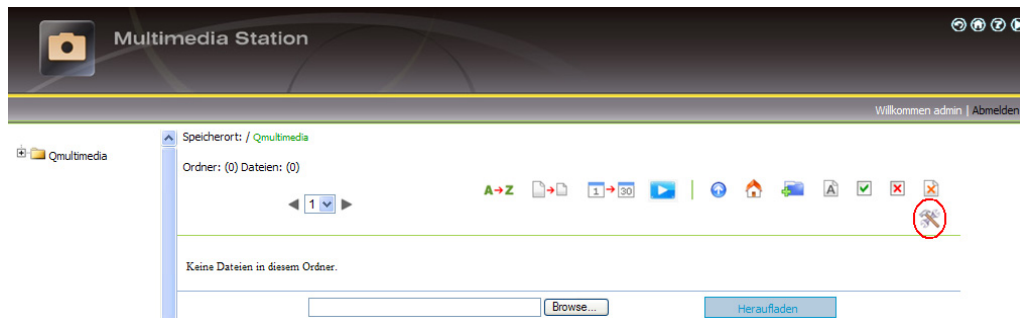 Multimedia Station
Willkommen admin | Abmelden
Qmultimedia
Speicherort: / Qmultimedia
Ordner: (0) Dateien: (0)
1
A→Z
1→30
A
Keine Dateien in diesem Ordner.
Browse...
Heraufladen